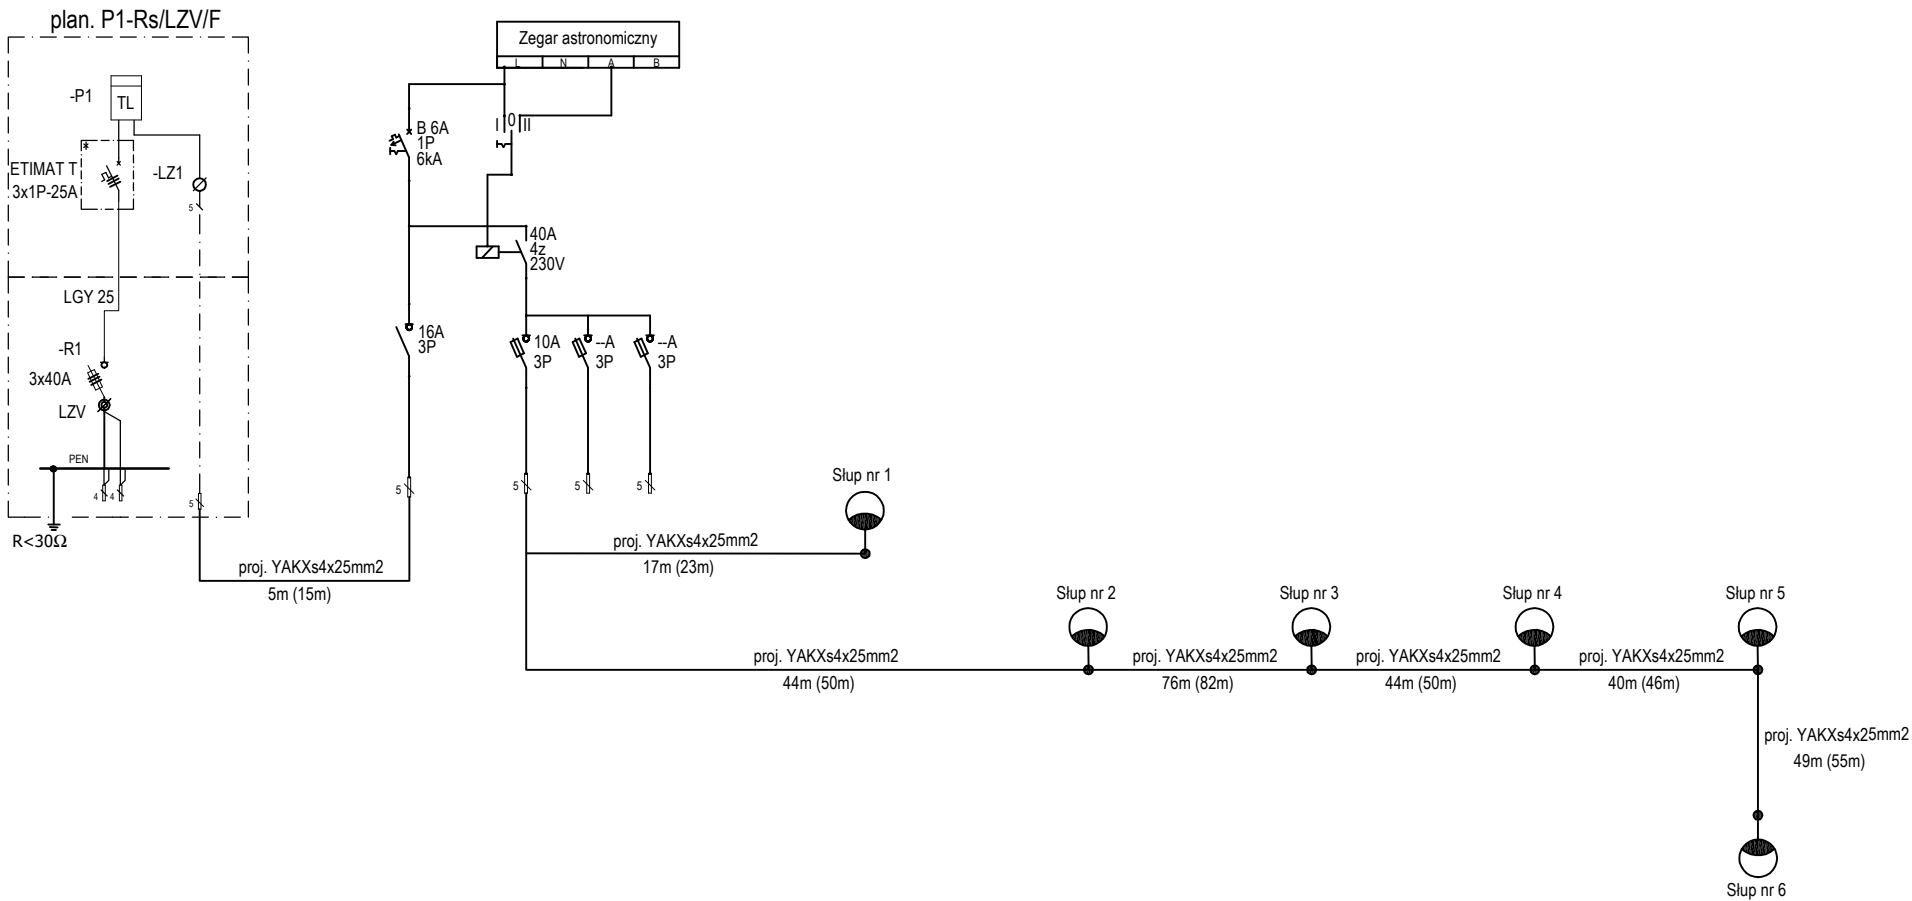 plan. P1-Rs/LZV/F
-P1
TL
ETIMAT T
3x1P-25A
-LZ1
5
LGY 25
-R1
3x40A
LZV
PEN
4
4
5
R<30Ω
proj. YAKXs4x25mm2
5m (15m)
Zegar astronomiczny
L
N
A
B
I
0
II
B 6A
1P
6kA
40A
4z
230V
16A
3P
10A
3P
--A
3P
--A
3P
5
5
5
5
Słup nr 1
proj. YAKXs4x25mm2
17m (23m)
Słup nr 2
Słup nr 3
Słup nr 4
Słup nr 5
proj. YAKXs4x25mm2
44m (50m)
proj. YAKXs4x25mm2
76m (82m)
proj. YAKXs4x25mm2
44m (50m)
proj. YAKXs4x25mm2
40m (46m)
proj. YAKXs4x25mm2
49m (55m)
Słup nr 6